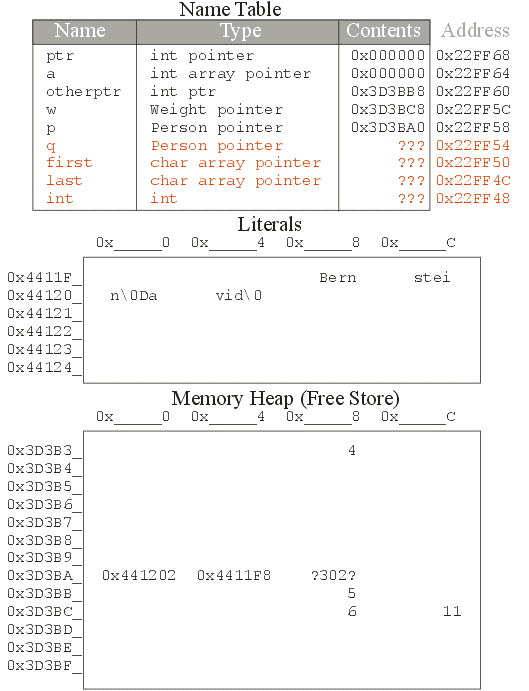 Name Table
Name Type Contents Address
ptr int pointer 0x000000 0x22FF68
a int array pointer 0x000000 0x22FF64
otherptr int ptr 0x3D3BB8 0x22FF60
w Weight pointer 0x3D3BC8 0x22FF5C
p Person pointer 0x3D3BA0 0x22FF58
q Person pointer ??? 0x22FF54
first char array pointer ??? 0x22FF50
last char array pointer ??? 0x22FF4C
int int ??? 0x22FF48
Literals
0x_____0 0x_____4 0x_____8 0x_____C
0x4411F_ Bern stei
0x44120_ n\0Da vid\0
0x44121_
0x44122_
0x44123_
0x44124_
Memory Heap (Free Store)
0x_____0 0x_____4 0x_____8 0x_____C
0x3D3B3_ 4
0x3D3B4_
0x3D3B5_
0x3D3B6_
0x3D3B7_
0x3D3B8_
0x3D3B9_
0x3D3BA_ 0x441202 0x4411F8 ?302?
0x3D3BB_ 5
0x3D3BC_ 6 11
0x3D3BD_
0x3D3BE_
0x3D3BF_